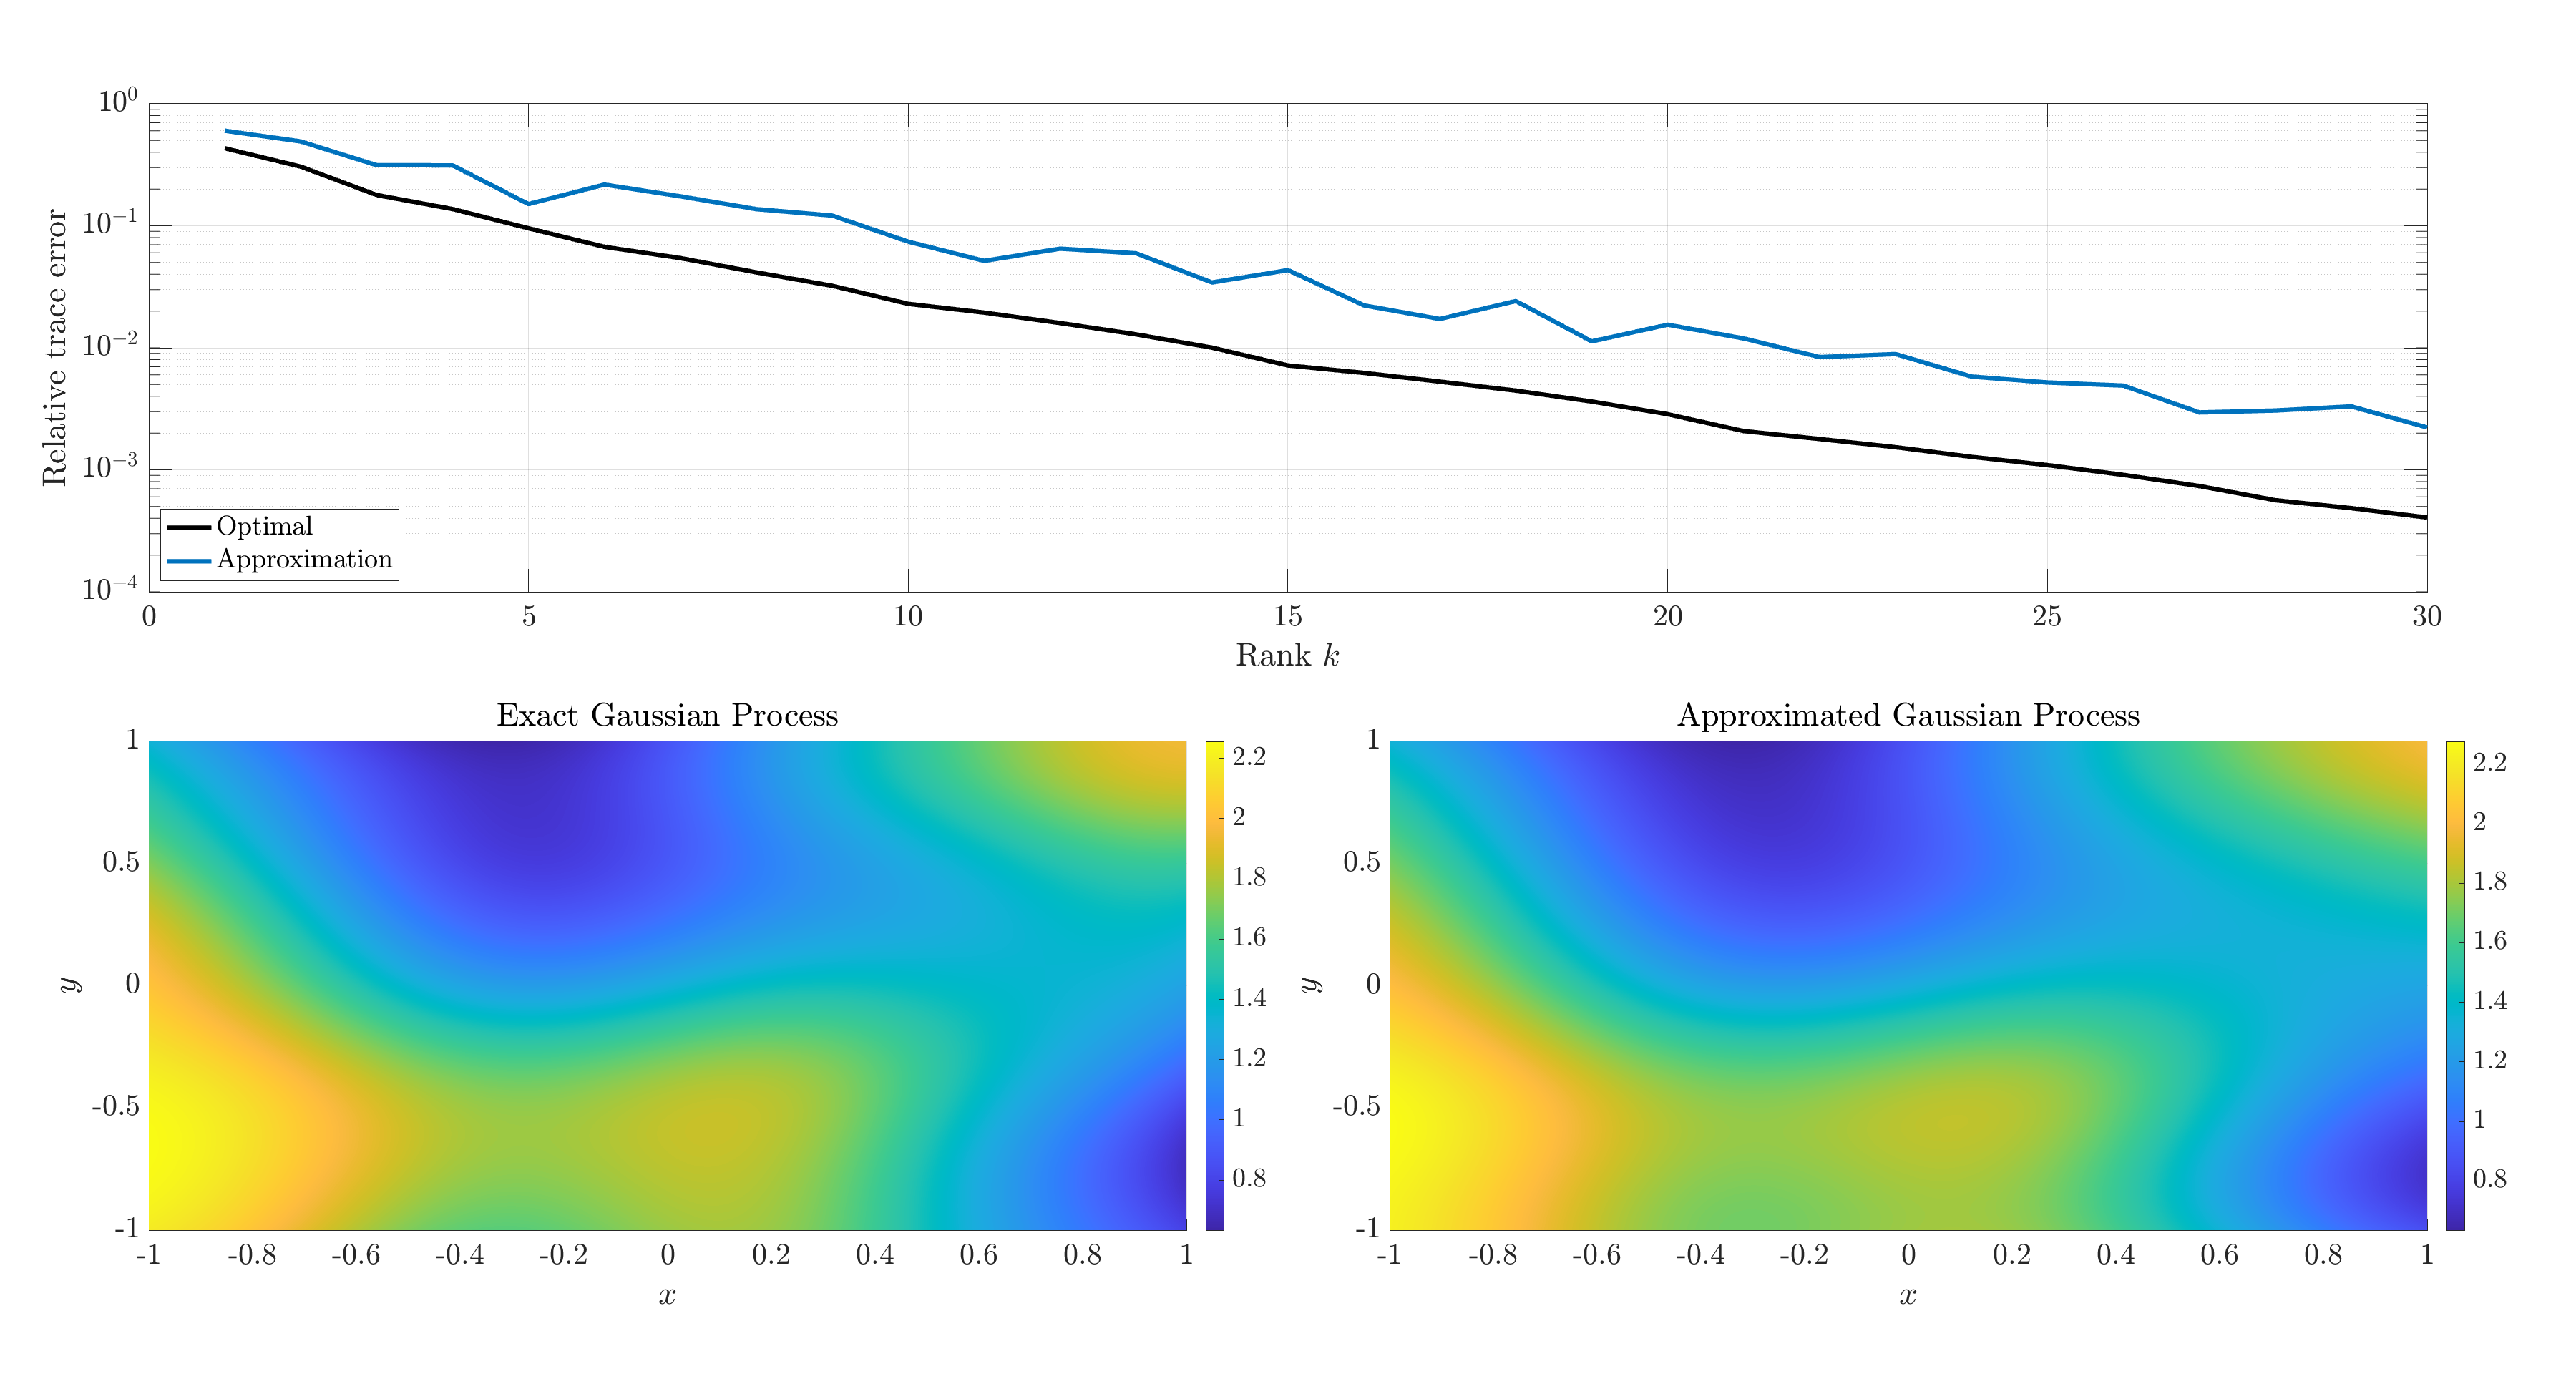 10^0
10^{-1}
10^{-2}
10^{-3}
10^{-4}
Relative trace error
Optimal
Approximation
0 5 10 15 20 25 30
Rank k
Exact Gaussian Process
1
0.5
0
-0.5
-1
y
-1 -0.8 -0.6 -0.4 -0.2 0 0.2 0.4 0.6 0.8 1
x
2.2
2
1.8
1.6
1.4
1.2
1
0.8
Approximated Gaussian Process
1
0.5
0
-0.5
-1
y
-1 -0.8 -0.6 -0.4 -0.2 0 0.2 0.4 0.6 0.8 1
x
2.2
2
1.8
1.6
1.4
1.2
1
0.8